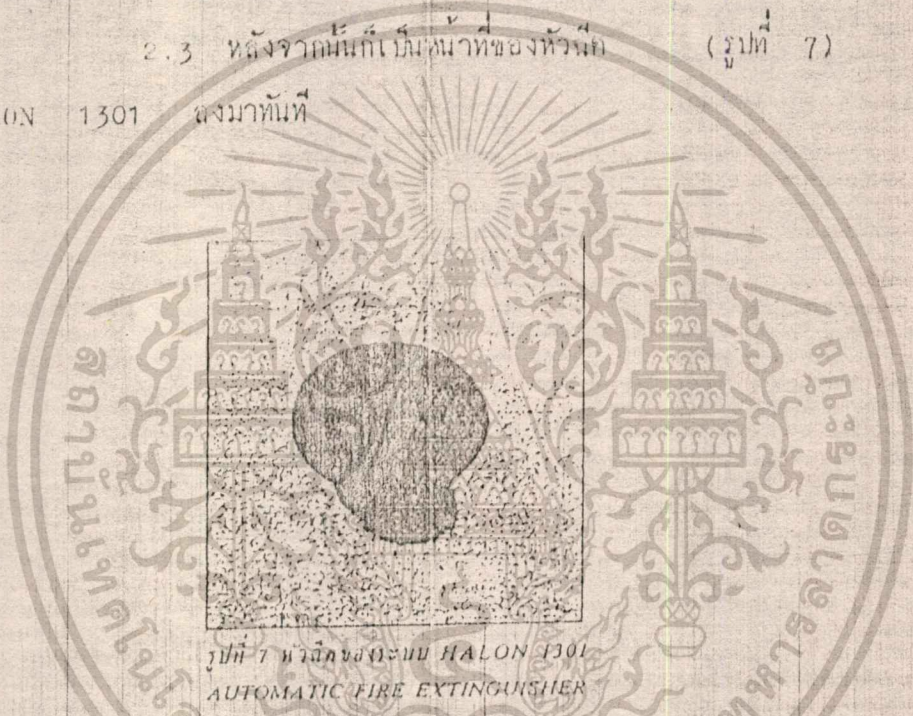 2.3 หลังจากนั้นก็เป็นหน้าที่ของหัวฉีด (รูปที่ 7)
ON 1301 ลงมาทันที
รูปที่ 7 หัวฉีดของระบบ HALON 1301
AUTOMATIC FIRE EXTINGUISHER